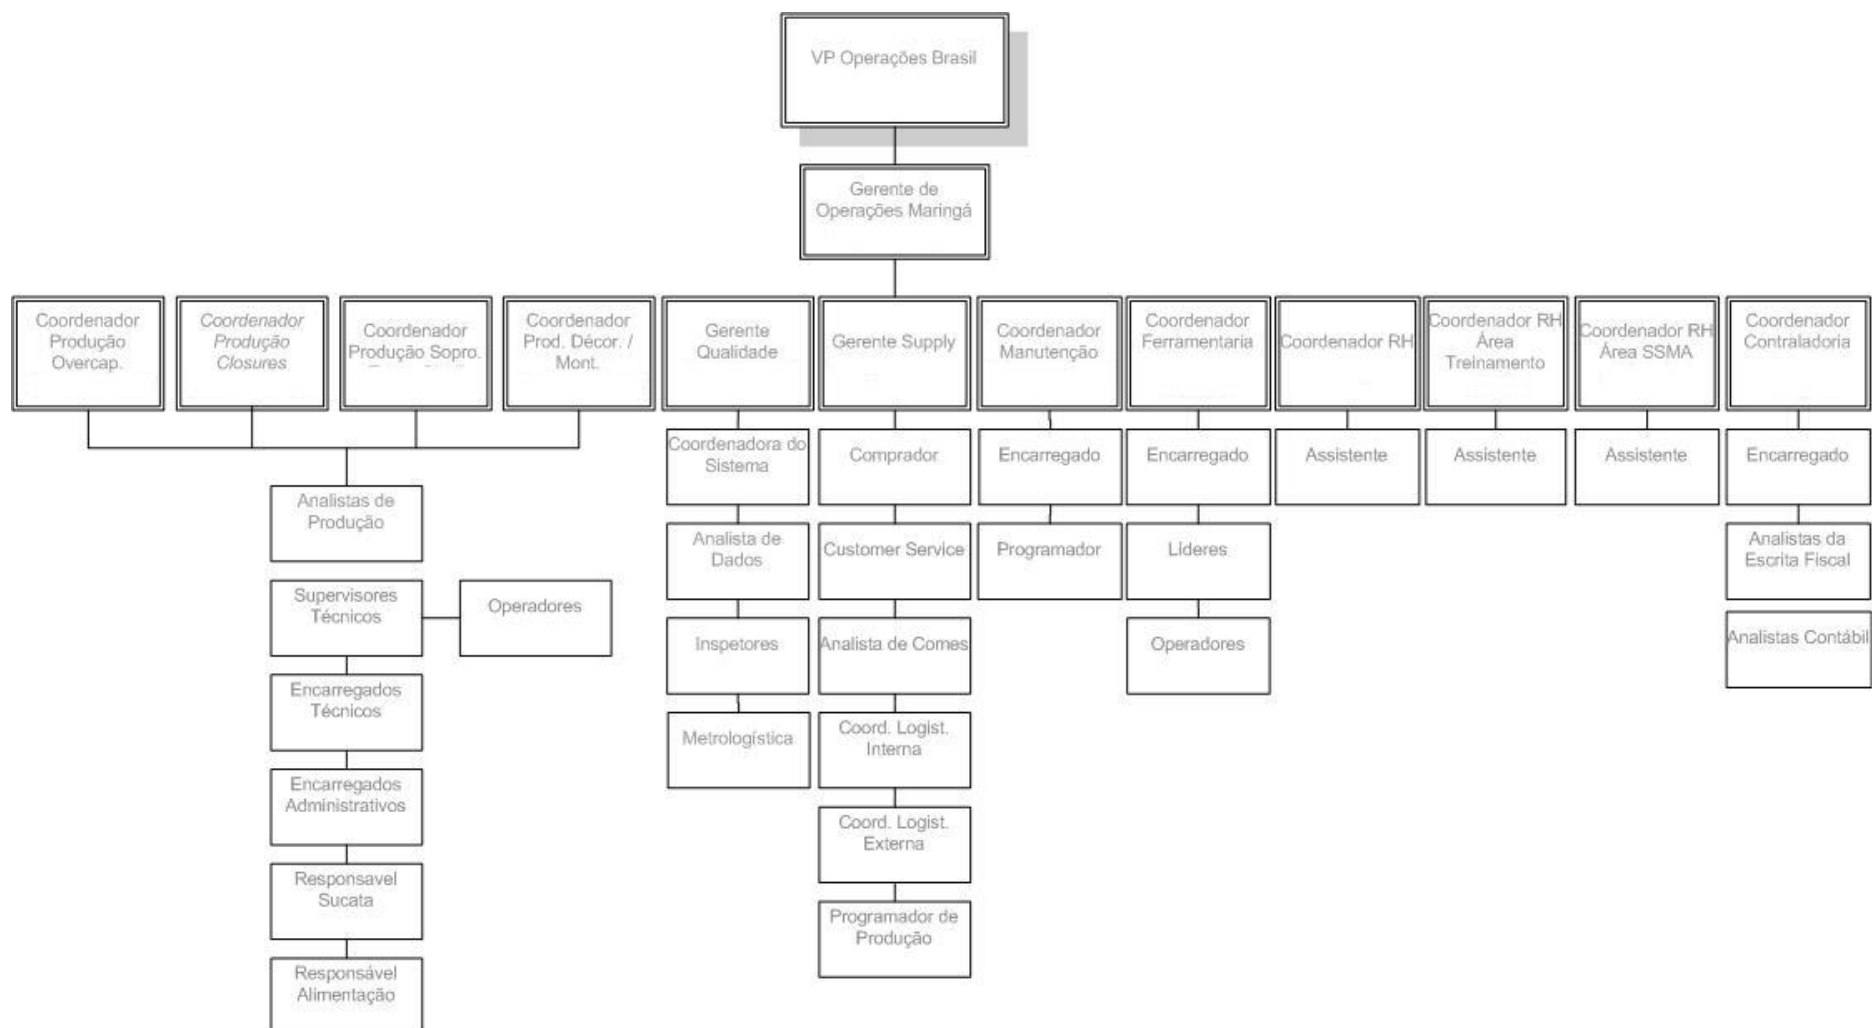 VP Operações Brasil
Gerente de
Operações Maringá
Coordenador
Produção
Overcap.
Coordenador
Produção
Closures
Coordenador
Produção Sopro.
Coordenador
Prod. Décor. /
Mont.
Gerente
Qualidade
Gerente Supply
Coordenador
Manutenção
Coordenador
Ferramentaria
Coordenador RH
Coordenador RH
Área
Treinamento
Coordenador RH
Área SSMA
Coordenador
Contraladoria
Analistas de
Produção
Supervisores
Técnicos
Operadores
Encarregados
Técnicos
Encarregados
Administrativos
Responsavel
Sucata
Responsável
Alimentação
Coordenadora do
Sistema
Analista de
Dados
Inspetores
Metrologística
Comprador
Customer Service
Analista de Comes
Coord. Logist.
Interna
Coord. Logist.
Externa
Programador de
Produção
Encarregado
Programador
Encarregado
Líderes
Operadores
Assistente
Assistente
Assistente
Encarregado
Analistas da
Escrita Fiscal
Analistas Contábil